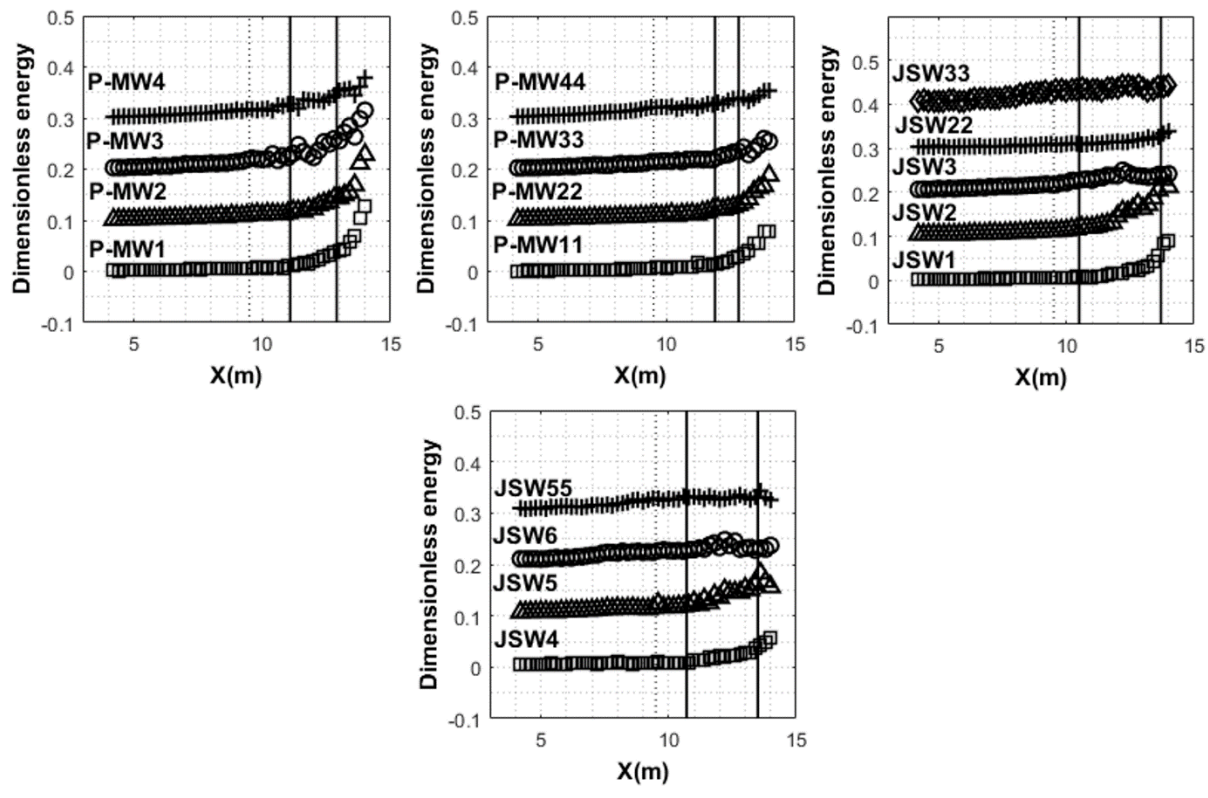 0.5
0.4
0.3
0.2
0.1
0
-0.1
Dimensionless energy
P-MW4
P-MW3
P-MW2
P-MW1
5
10
15
X(m)
0.5
0.4
0.3
0.2
0.1
0
-0.1
Dimensionless energy
P-MW44
P-MW33
P-MW22
P-MW11
5
10
15
X(m)
0.5
0.4
0.3
0.2
0.1
0
-0.1
Dimensionless energy
JSW33
JSW22
JSW3
JSW2
JSW1
5
10
15
X(m)
0.5
0.4
0.3
0.2
0.1
0
-0.1
Dimensionless energy
JSW55
JSW6
JSW5
JSW4
5
10
15
X(m)